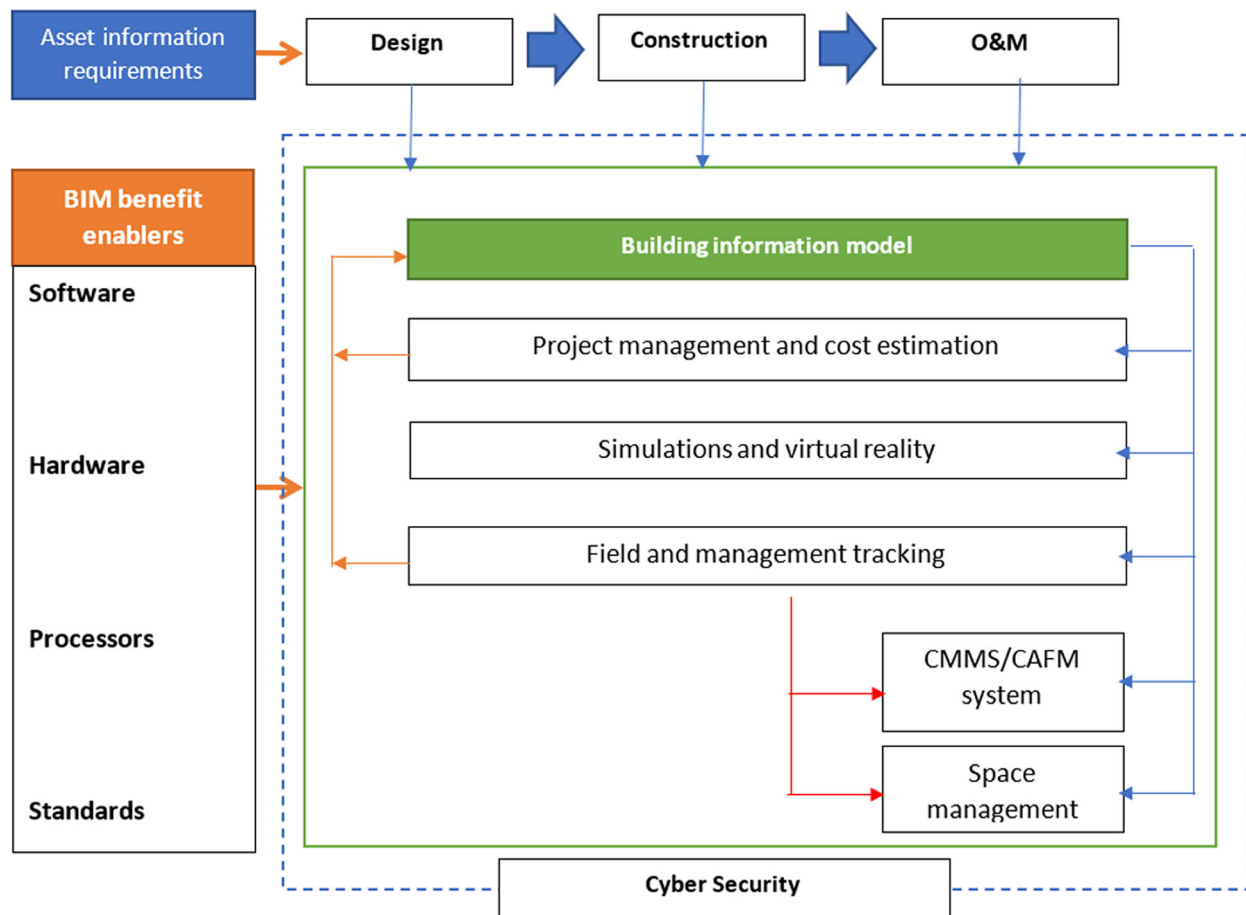 Asset information
requirements
Design
Construction
O&M
BIM benefit
enablers
Software
Hardware
Processors
Standards
Building information model
Project management and cost estimation
Simulations and virtual reality
Field and management tracking
CMMS/CAFM
system
Space
management
Cyber Security